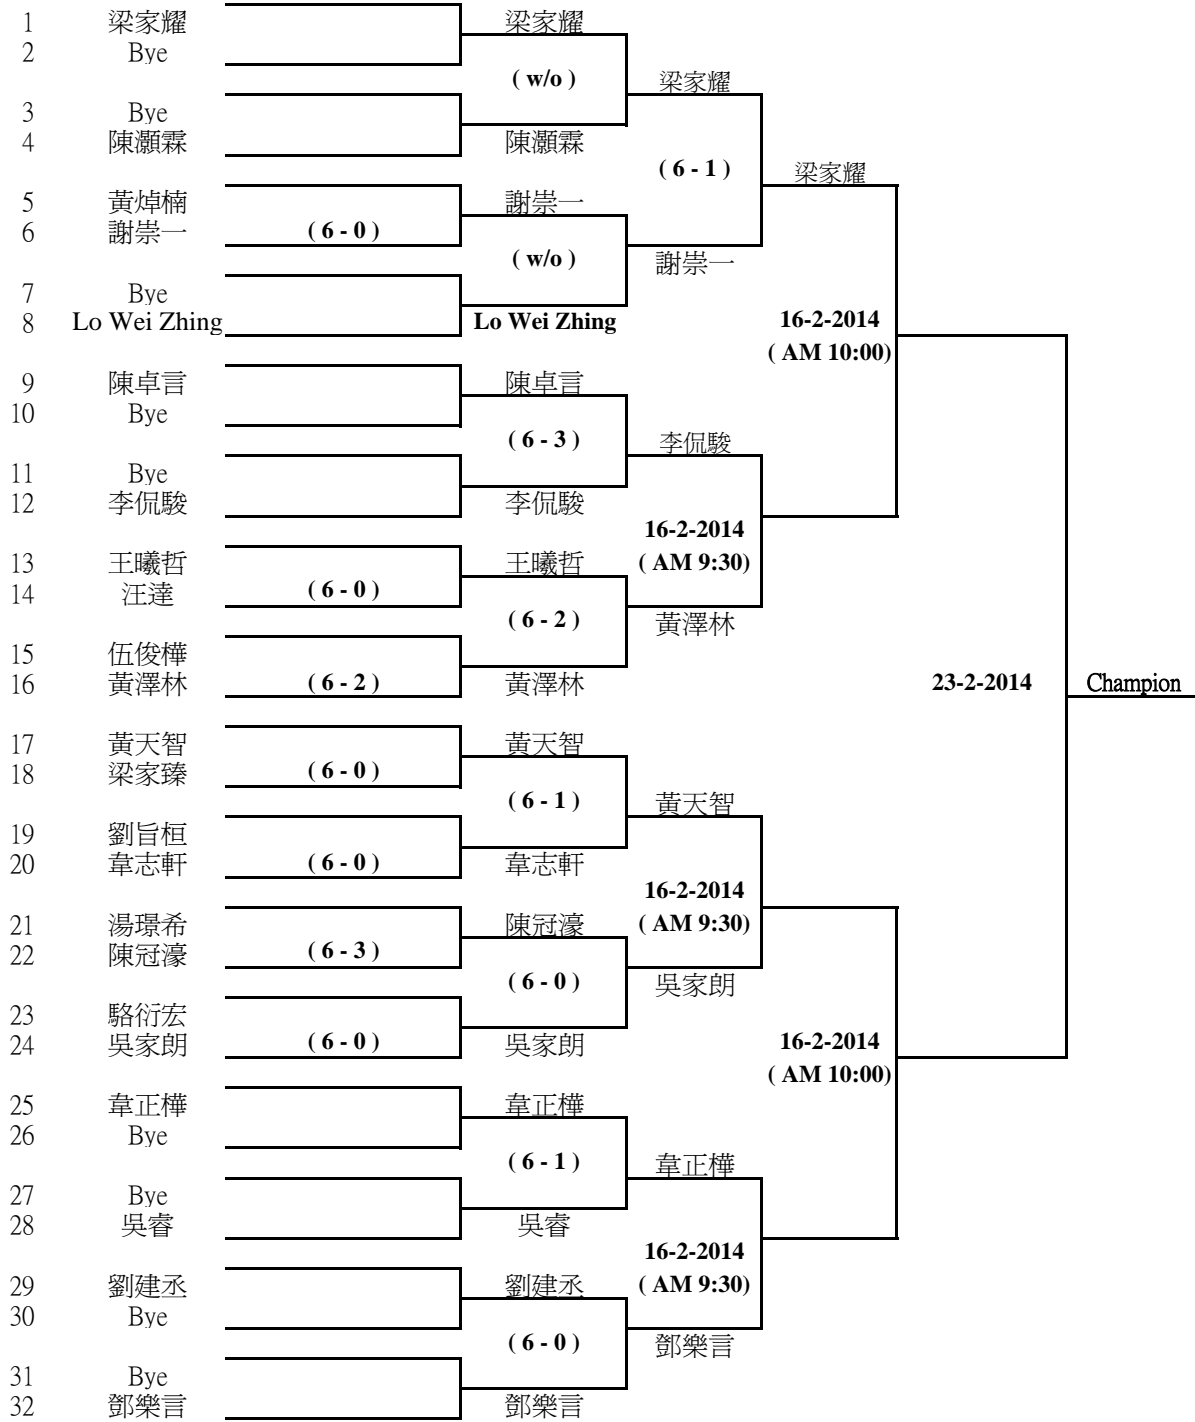 1 梁家耀 梁家耀
2 Bye
( w/o ) 梁家耀
3 Bye
4 陳灝霖 陳灝霖
( 6 - 1 ) 梁家耀
5 黃焯楠 謝崇一
6 謝崇一 ( 6 - 0 )
( w/o ) 謝崇一
7 Bye
8 Lo Wei Zhing Lo Wei Zhing 16-2-2014
( AM 10:00)
9 陳卓言 陳卓言
10 Bye
( 6 - 3 ) 李侃駿
11 Bye
12 李侃駿 李侃駿
16-2-2014
13 王曦哲 王曦哲 ( AM 9:30)
14 汪達 ( 6 - 0 )
( 6 - 2 ) 黃澤林
15 伍俊樺
16 黃澤林 ( 6 - 2 ) 黃澤林 23-2-2014 Champion
17 黃天智 黃天智
18 梁家臻 ( 6 - 0 )
( 6 - 1 ) 黃天智
19 劉旨桓
20 韋志軒 ( 6 - 0 ) 韋志軒
16-2-2014
21 湯璟希 陳冠濠 ( AM 9:30)
22 陳冠濠 ( 6 - 3 )
( 6 - 0 ) 吳家朗
23 駱衍宏
24 吳家朗 ( 6 - 0 ) 吳家朗 16-2-2014
( AM 10:00)
25 韋正樺 韋正樺
26 Bye
( 6 - 1 ) 韋正樺
27 Bye
28 吳睿 吳睿
16-2-2014
29 劉建丞 劉建丞 ( AM 9:30)
30 Bye
( 6 - 0 ) 鄧樂言
31 Bye
32 鄧樂言 鄧樂言